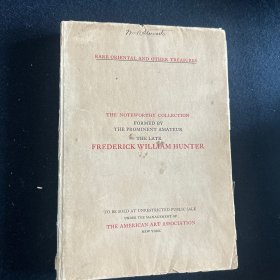 RARE ORIENTAL AND OTHER TREASURES
THE NOTEWORTHY COLLECTION
FORMED BY
THE PROMINENT AMATEUR
THE LATE
FREDERICK WILLIAM HUNTER
TO BE SOLD AT UNRESTRICTED PUBLIC SALE
UNDER THE MANAGEMENT OF
THE AMERICAN ART ASSOCIATION
NEW YORK